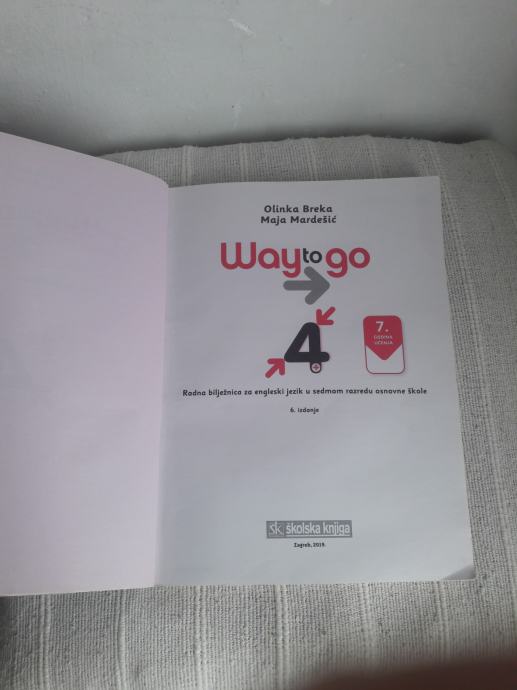 Olinka Breka
Maja Mardešić
Way to go
4
7.
GODINA
UČENJA
Radna bilježnica za engleski jezik u sedmom razredu osnovne škole
6. izdanje
sk školska knjiga
Zagreb, 2019.